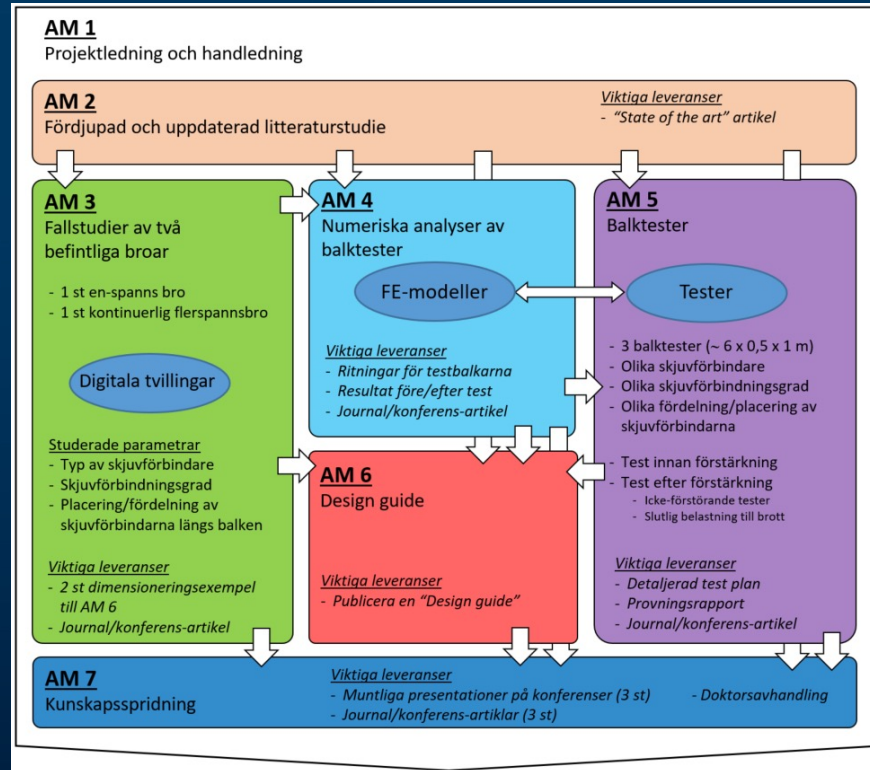 AM 1
Projektledning och handledning
AM 2
Fördjupad och uppdaterad litteraturstudie
Viktiga leveranser
- “State of the art” artikel
AM 3
Fallstudier av två
befintliga broar
- 1 st en-spanns bro
- 1 st kontinuerlig flerspannsbro
Digitala tvillingar
Studerade parametrar
- Typ av skjuvförbindare
- Skjuvförbindningsgrad
- Placering/fördelning av
skjuvförbindarna längs balken
Viktiga leveranser
- 2 st dimensioneringsexempel
till AM 6
- Journal/konferens-artikel
AM 4
Numeriska analyser av
balktester
FE-modeller
Viktiga leveranser
- Ritningar för testbalkarna
- Resultat före/efter test
- Journal/konferens-artikel
AM 5
Balktester
Tester
- 3 balktester (~ 6 x 0,5 x 1 m)
- Olika skjuvförbindare
- Olika skjuvförbindningsgrad
- Olika fördelning/placering av
skjuvförbindarna
- Test innan förstärkning
- Test efter förstärkning
- Icke-förstörande tester
- Slutlig belastning till brott
Viktiga leveranser
- Detaljerad test plan
- Provningsrapport
- Journal/konferens-artikel
AM 6
Design guide
Viktiga leveranser
- Publicera en “Design guide”
AM 7
Kunskapsspridning
Viktiga leveranser
- Muntliga presentationer på konferenser (3 st)
- Journal/konferens-artiklar (3 st)
- Doktorsavhandling